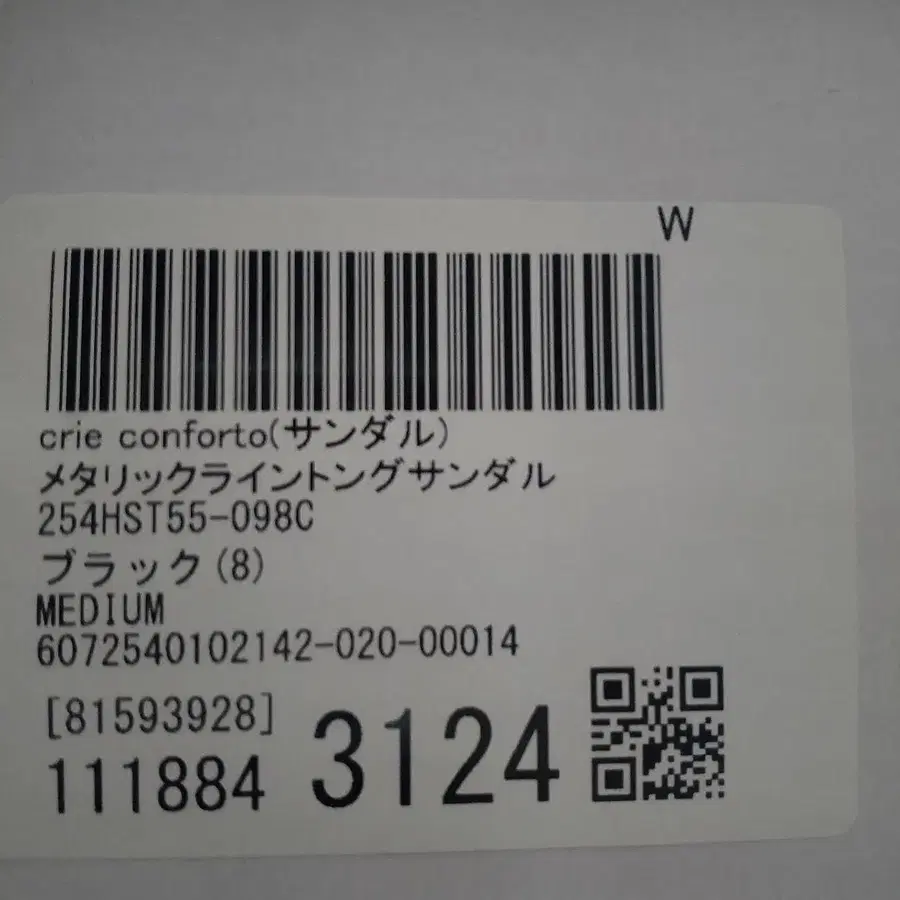 W
crie conforto(サンダル)
メタリックライントングサンダル
254HST55-098C
ブラック(8)
MEDIUM
6072540102142-020-00014
[81593928]
111884 3124